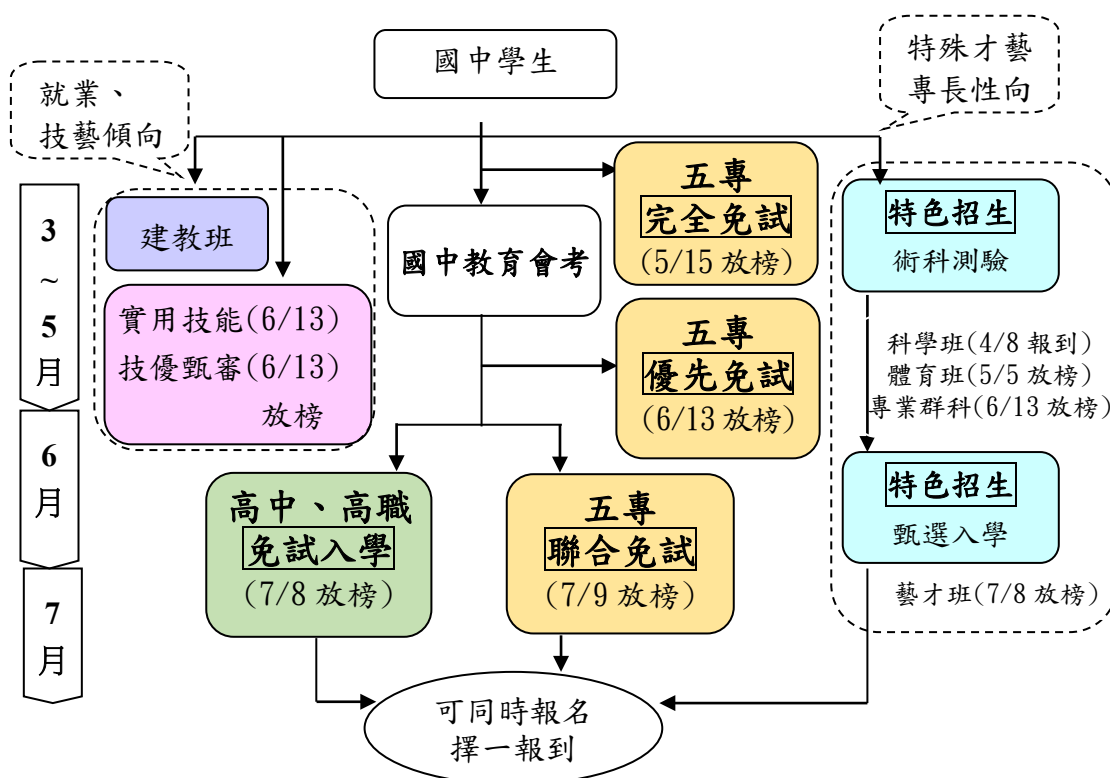 國中學生
就業、
技藝傾向
特殊才藝
專長性向
3
~
5
月
6
月
7
月
建教班
實用技能(6/13)
技優甄審(6/13)
放榜
國中教育會考
五專
完全免試
(5/15 放榜)
五專
優先免試
(6/13 放榜)
特色招生
術科測驗
科學班(4/8 報到)
體育班(5/5 放榜)
專業群科(6/13 放榜)
特色招生
甄選入學
藝才班(7/8 放榜)
高中、高職
免試入學
(7/8 放榜)
五專
聯合免試
(7/9 放榜)
可同時報名
擇一報到